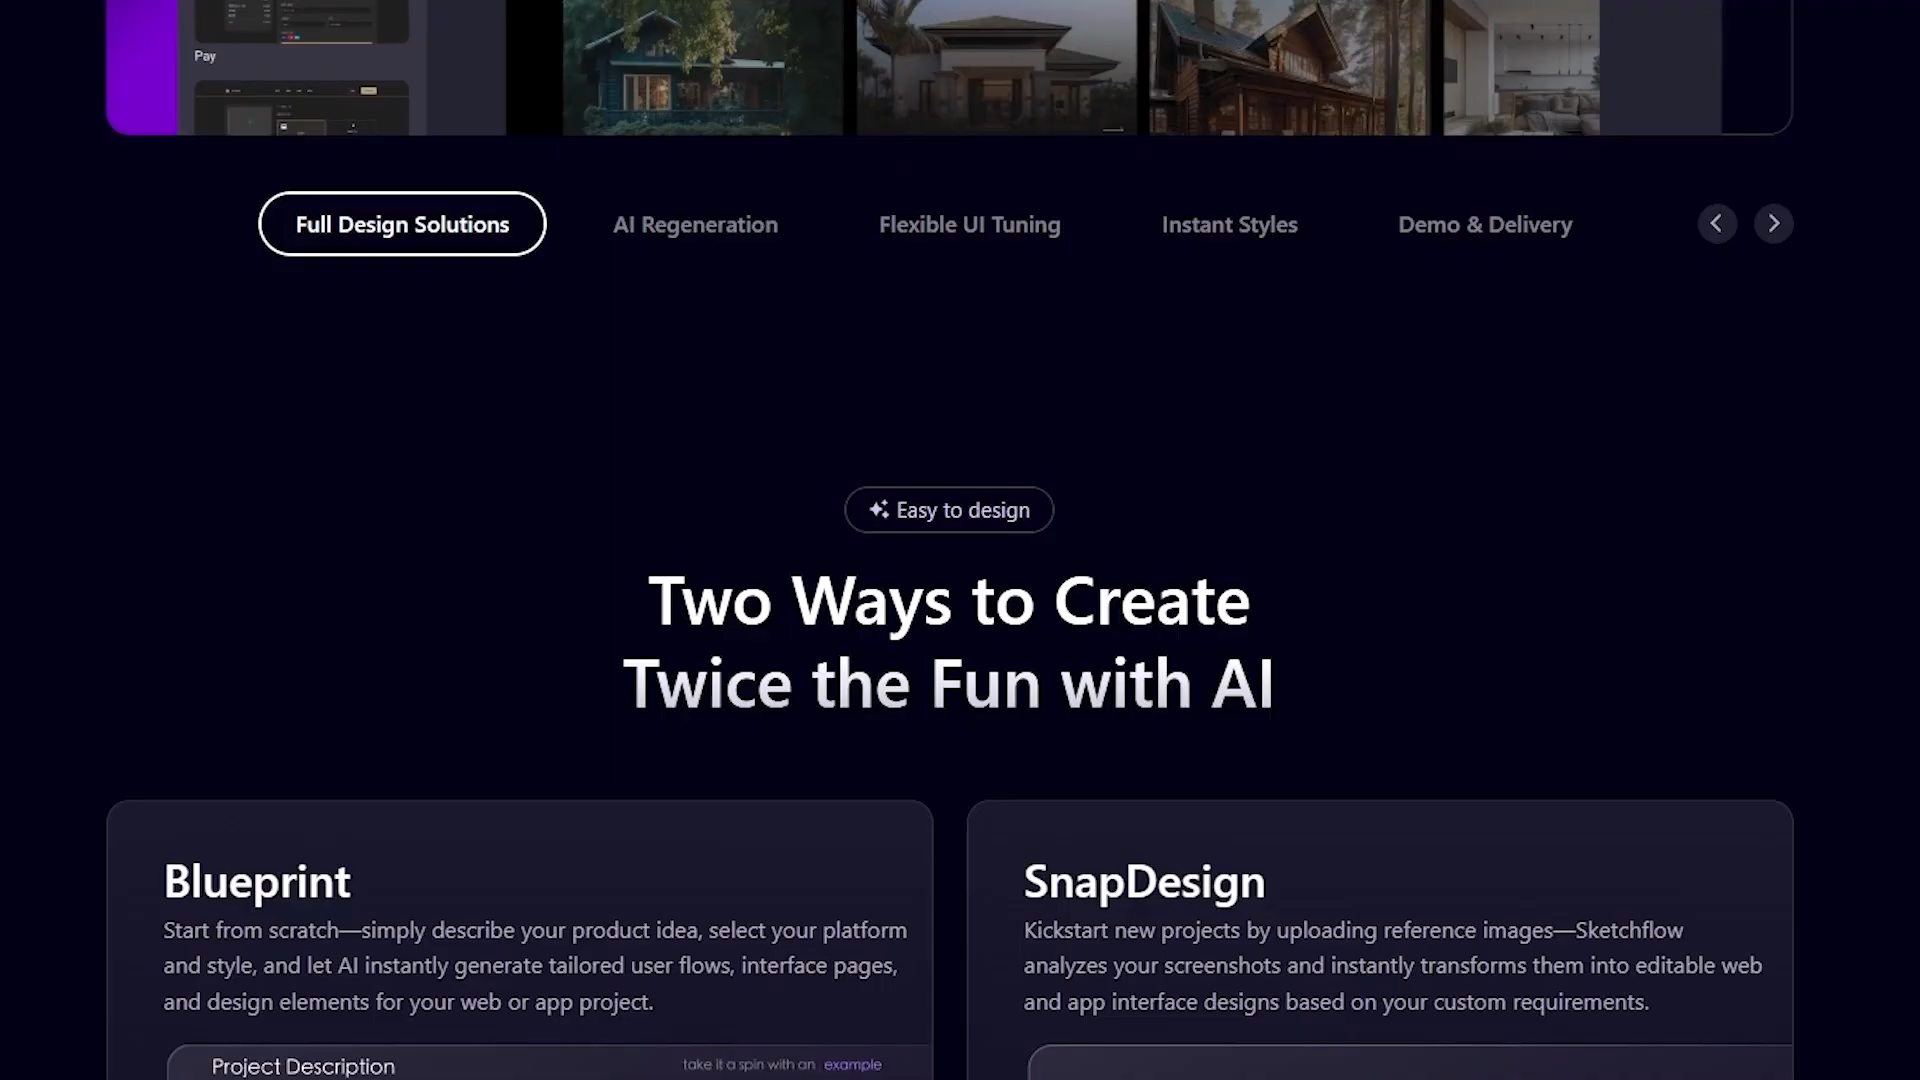 Pay
Full Design Solutions
AI Regeneration
Flexible UI Tuning
Instant Styles
Demo & Delivery
Easy to design
Two Ways to Create
Twice the Fun with AI
Blueprint
Start from scratch—simply describe your product idea, select your platform
and style, and let AI instantly generate tailored user flows, interface pages,
and design elements for your web or app project.
Project Description
take it a spin with an example
SnapDesign
Kickstart new projects by uploading reference images—Sketchflow
analyzes your screenshots and instantly transforms them into editable web
and app interface designs based on your custom requirements.